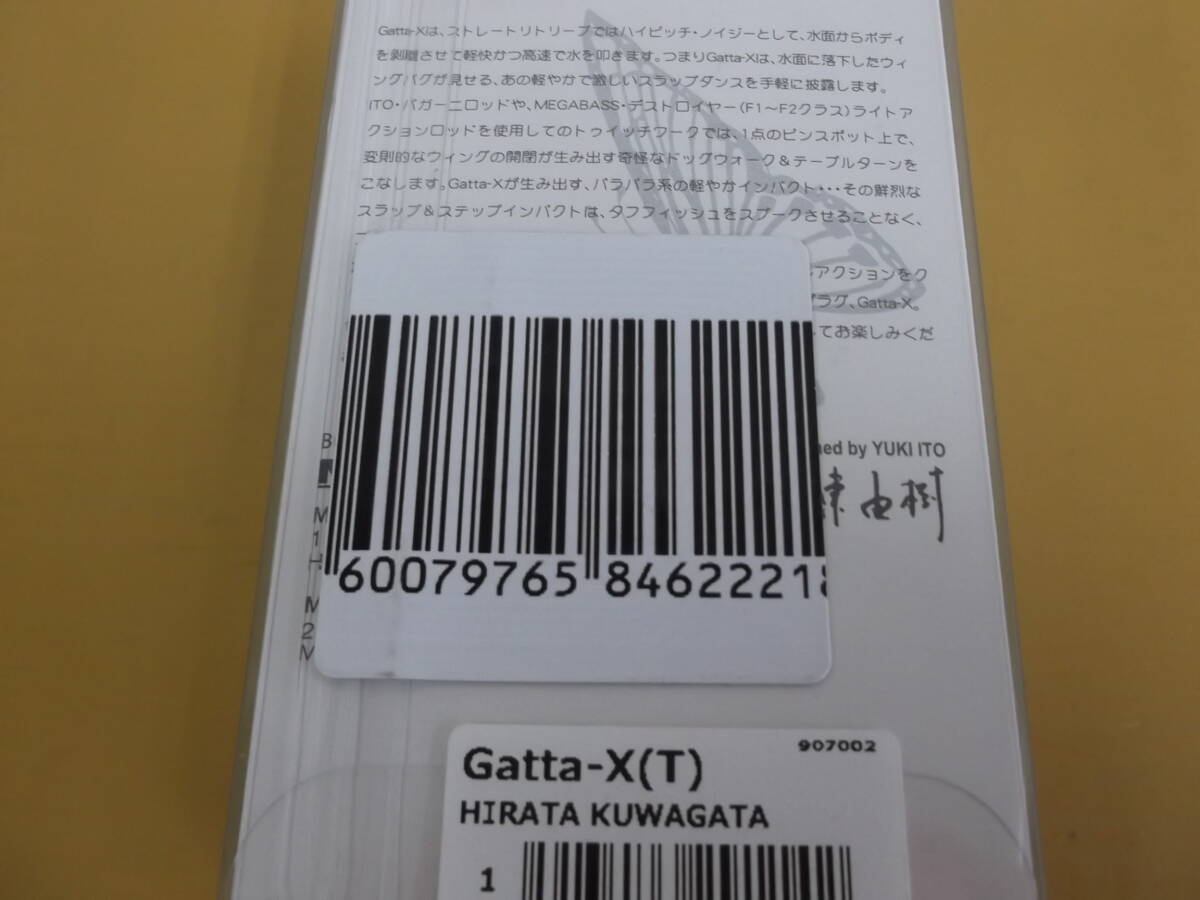 Gatta-Xは、ストレートリトリーブではハイピッチ・ノイジーとして、水面からボディ
を剥離させて軽快かつ高速で水を叩きます。つまりGatta-Xは、水面に落下したウィ
ングバグが見せる、あの軽やかで激しいスラップダンスを手軽に披露します。
ITO・バガーニロッドや、MEGABASS・デストロイヤー(F1～F2クラス)ライトア
クションロッドを使用してのトゥイッチワークでは、1点のピンスポット上で、
変則的なウィングの開閉が生み出す奇怪なドッグウォーク&テーブルターンを
こなします。Gatta-Xが生み出す、パラパラ系の軽やかインパクト・・・その鮮烈な
スラップ&ステップインパクトは、タフフィッシュをスプークさせることなく、
アクションをク
プラグ、Gatta-X。
てお楽しみくだ
B
ned by YUKI ITO
由樹
M
1
H
M
2
60079765 84622218
Gatta-X(T)
907002
HIRATA KUWAGATA
1